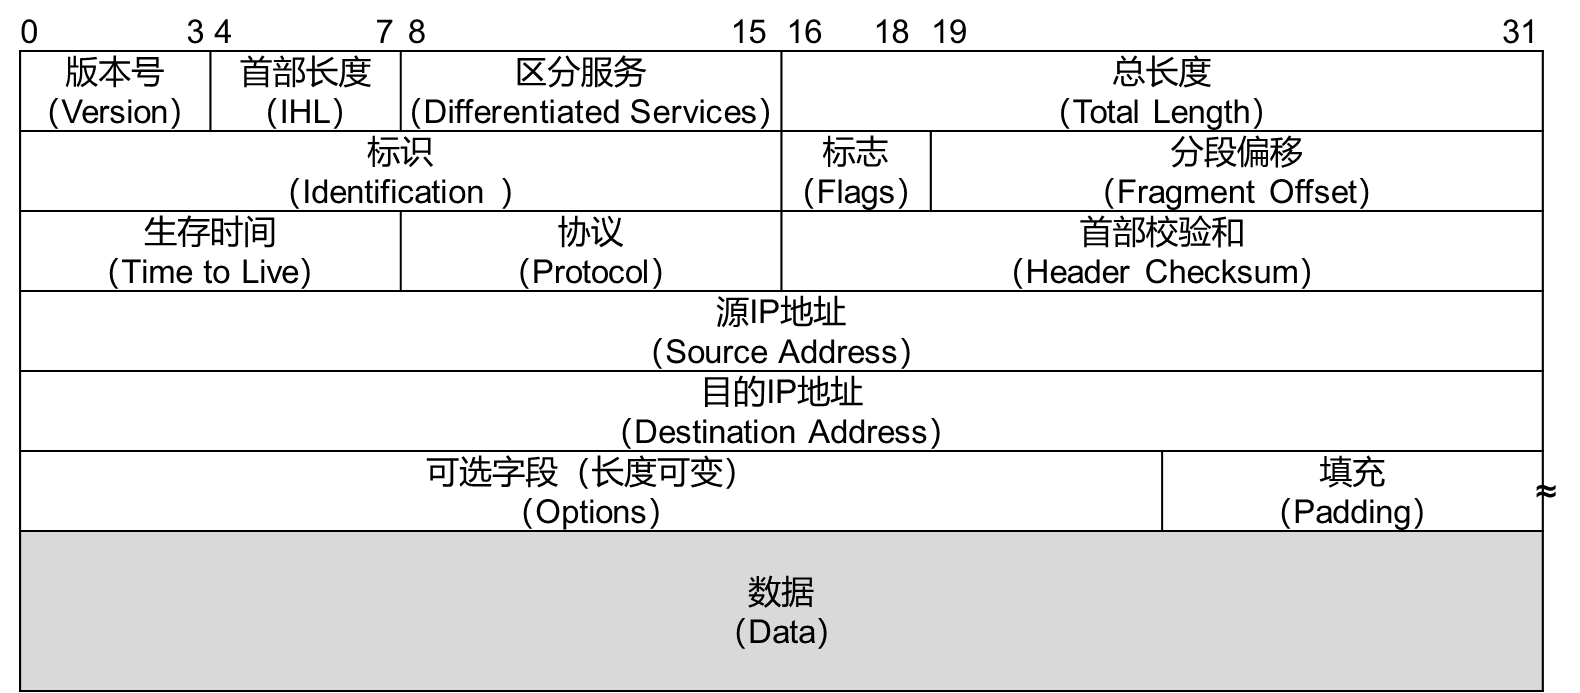 0 3 4 7 8 15 16 18 19 31
版本号 首部长度 区分服务 总长度
(Version) (IHL) (Differentiated Services) (Total Length)
标识 标志 分段偏移
(Identification ) (Flags) (Fragment Offset)
生存时间 协议 首部校验和
(Time to Live) (Protocol) (Header Checksum)
源IP地址
(Source Address)
目的IP地址
(Destination Address)
可选字段（长度可变） 填充
(Options) (Padding)
≈
数据
(Data)